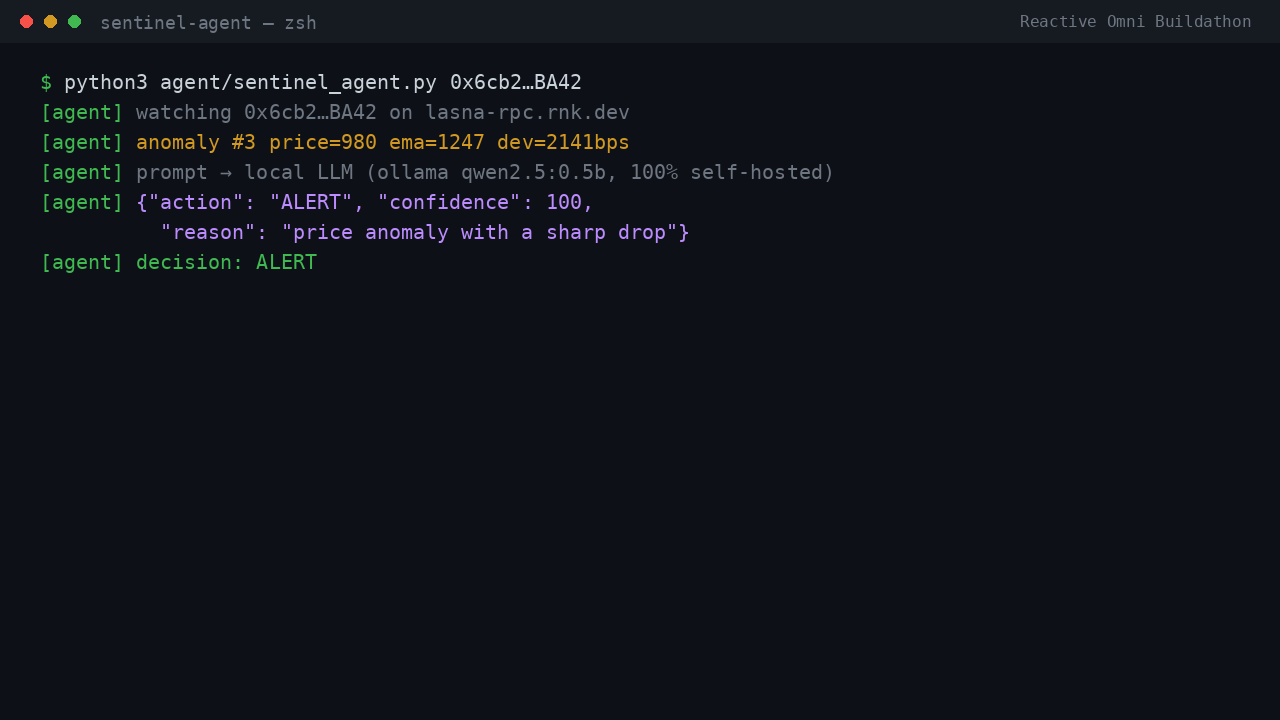 sentinel-agent — zsh
Reactive Omni Buildathon
$ python3 agent/sentinel_agent.py 0x6cb2…BA42
[agent] watching 0x6cb2…BA42 on lasna-rpc.rnk.dev
[agent] anomaly #3 price=980 ema=1247 dev=2141bps
[agent] prompt → local LLM (ollama qwen2.5:0.5b, 100% self-hosted)
[agent] {"action": "ALERT", "confidence": 100,
"reason": "price anomaly with a sharp drop"}
[agent] decision: ALERT